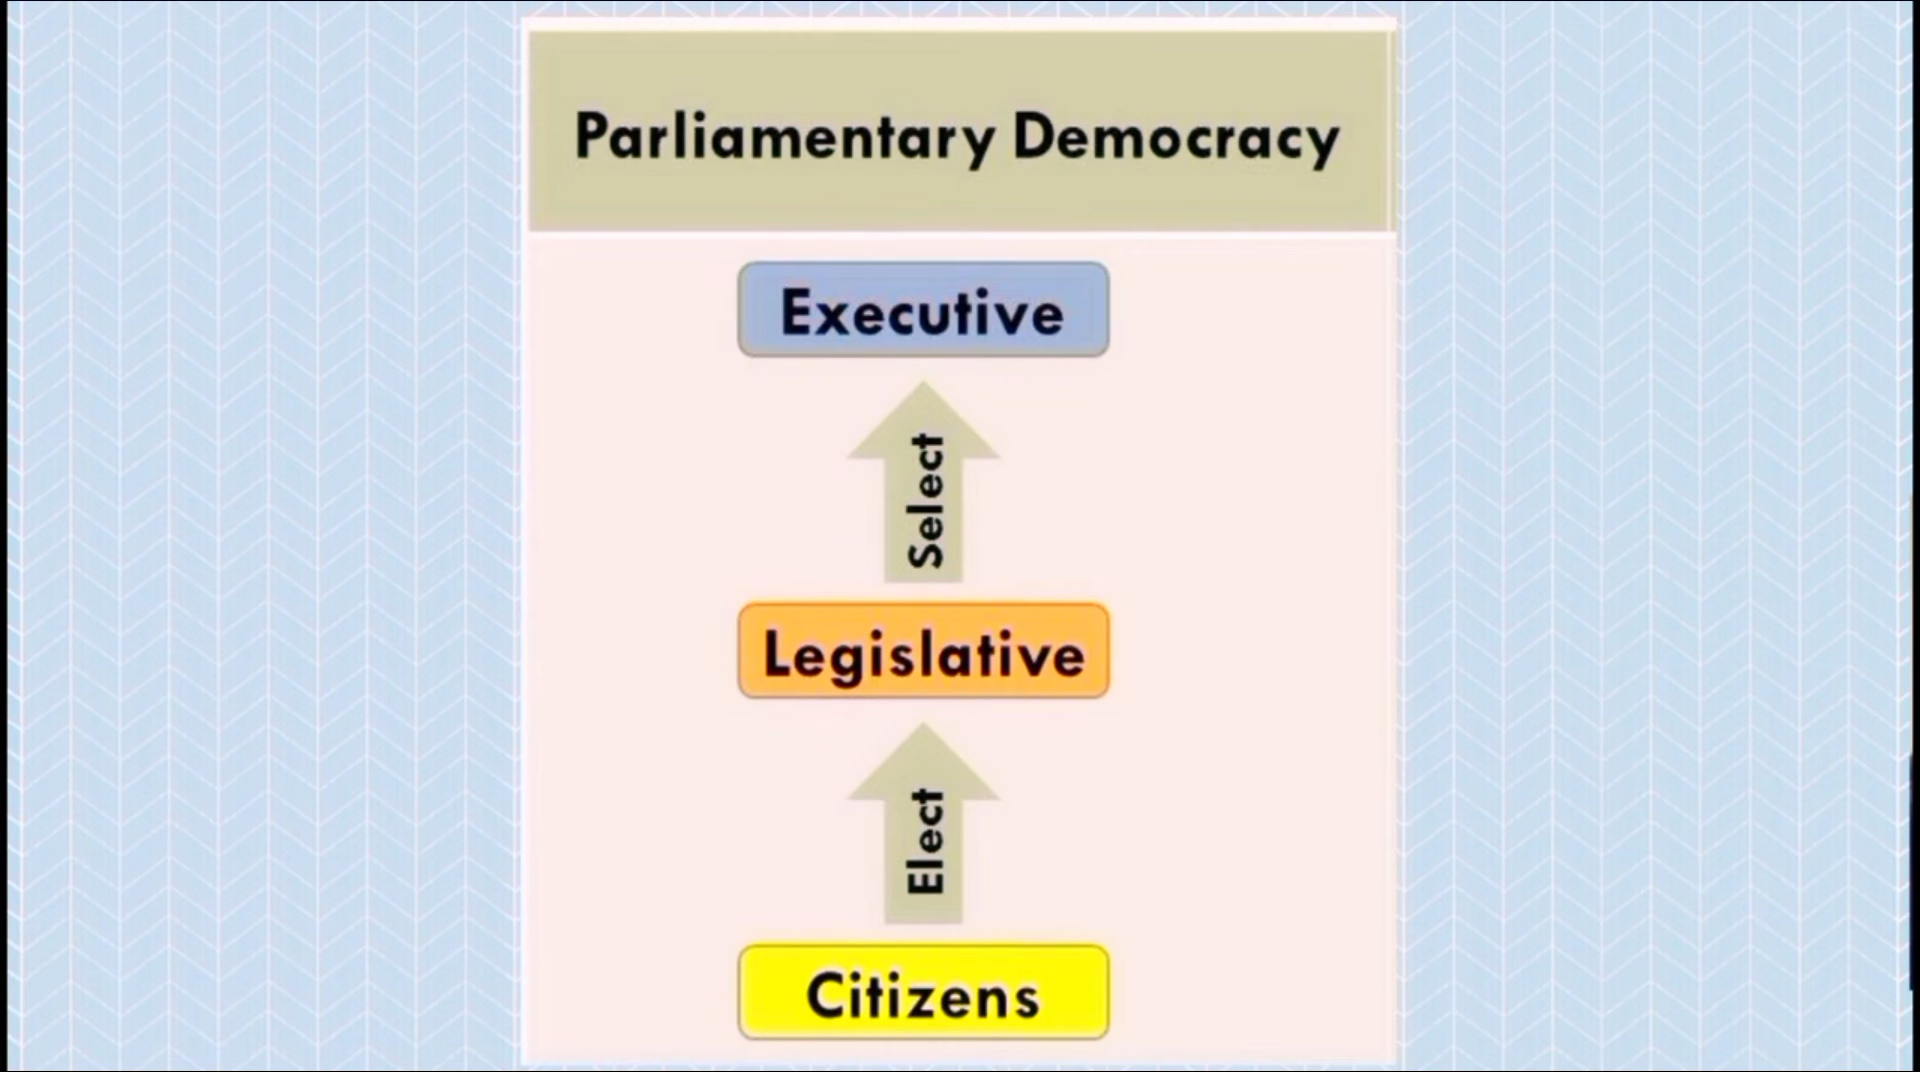 Parliamentary Democracy
Executive
Select
Legislative
Elect
Citizens